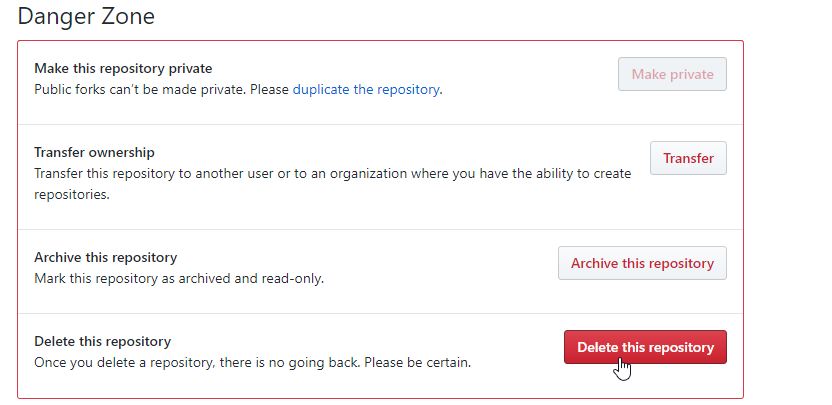 Danger Zone
Make this repository private
Public forks can't be made private. Please duplicate the repository.
Make private
Transfer ownership
Transfer this repository to another user or to an organization where you have the ability to create
repositories.
Transfer
Archive this repository
Mark this repository as archived and read-only.
Archive this repository
Delete this repository
Once you delete a repository, there is no going back. Please be certain.
Delete this repository